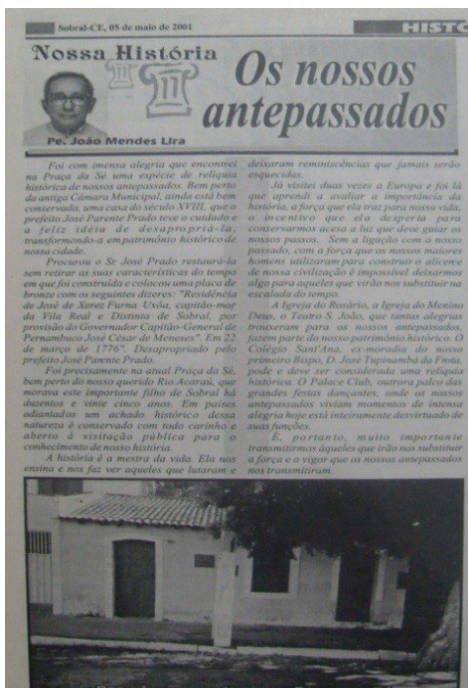 Sobral-CE, 05 de maio de 2001
HISTO
Nossa História
Pe. João Mendes Lira
Os nossos
antepassados
Foi com imensa alegria que encontrei
na Praça da Sé uma espécie de relíquia
histórica de nossos antepassados. Bem perto
da antiga Câmara Municipal, ainda está bem
conservada, uma casa do século XVIII, que o
prefeito José Parente Prado teve o cuidado e
a feliz idéia de desapropriá-la,
transformando-a em patrimônio histórico de
nossa cidade.
Procurou o Sr José Prado restaurá-la
sem retirar as suas características do tempo
em que foi construída e colocou uma placa de
bronze com os seguintes dizeres: "Residência
de José de Xerez Furna Uxia, capitão-mor
da Vila Real e Distinta de Sobral, por
provisão do Governador Capitão-General de
Pernambuco José César de Meneses". Em 22
de março de 1776". Desapropriado pelo
prefeito José Parente Prado.
Foi precisamente na atual Praça da Sé,
bem perto do nosso querido Rio Acaraú, que
morava este importante filho de Sobral há
duzentos e vinte cinco anos. Em países
adiantados um achado histórico dessa
natureza é conservado com todo carinho e
aberto à visitação pública para o
conhecimento de nossa história.
A história é a mestra da vida. Ela nos
ensina e nos faz ver aqueles que lutaram e
deixaram reminiscências que jamais serão
esquecidas.
Já visitei duas vezes a Europa e foi lá
que aprendi a avaliar a importância da
história, a força que ela traz para nossa vida,
o incentivo que ela desperta para
conservarmos acesa a luz que deve guiar os
nossos passos. Sem a ligação com o nosso
passado, com a força que os nossos maiores
homens utilizaram para construir o alicerce
de nossa civilização é impossível deixarmos
algo para aqueles que virão nos substituir na
escalada do tempo.
A Igreja do Rosário, a Igreja do Menino
Deus, o Teatro S. João, que tantas alegrias
trouxeram para os nossos antepassados,
fazem parte do nosso patrimônio histórico. O
Colégio Sant'Ana, ex-moradia do nosso
primeiro Bispo, D. José Tupinambá da Frota,
pode e deve ser considerada uma relíquia
histórica. O Palace Club, outrora palco das
grandes festas dançantes, onde os nossos
antepassados viviam momentos de intensa
alegria hoje está inteiramente desvirtuado de
suas funções.
É, portanto, muito importante
transmitirmos àqueles que irão nos substituir
a força e o vigor que os nossos antepassados
nos transmitiram.